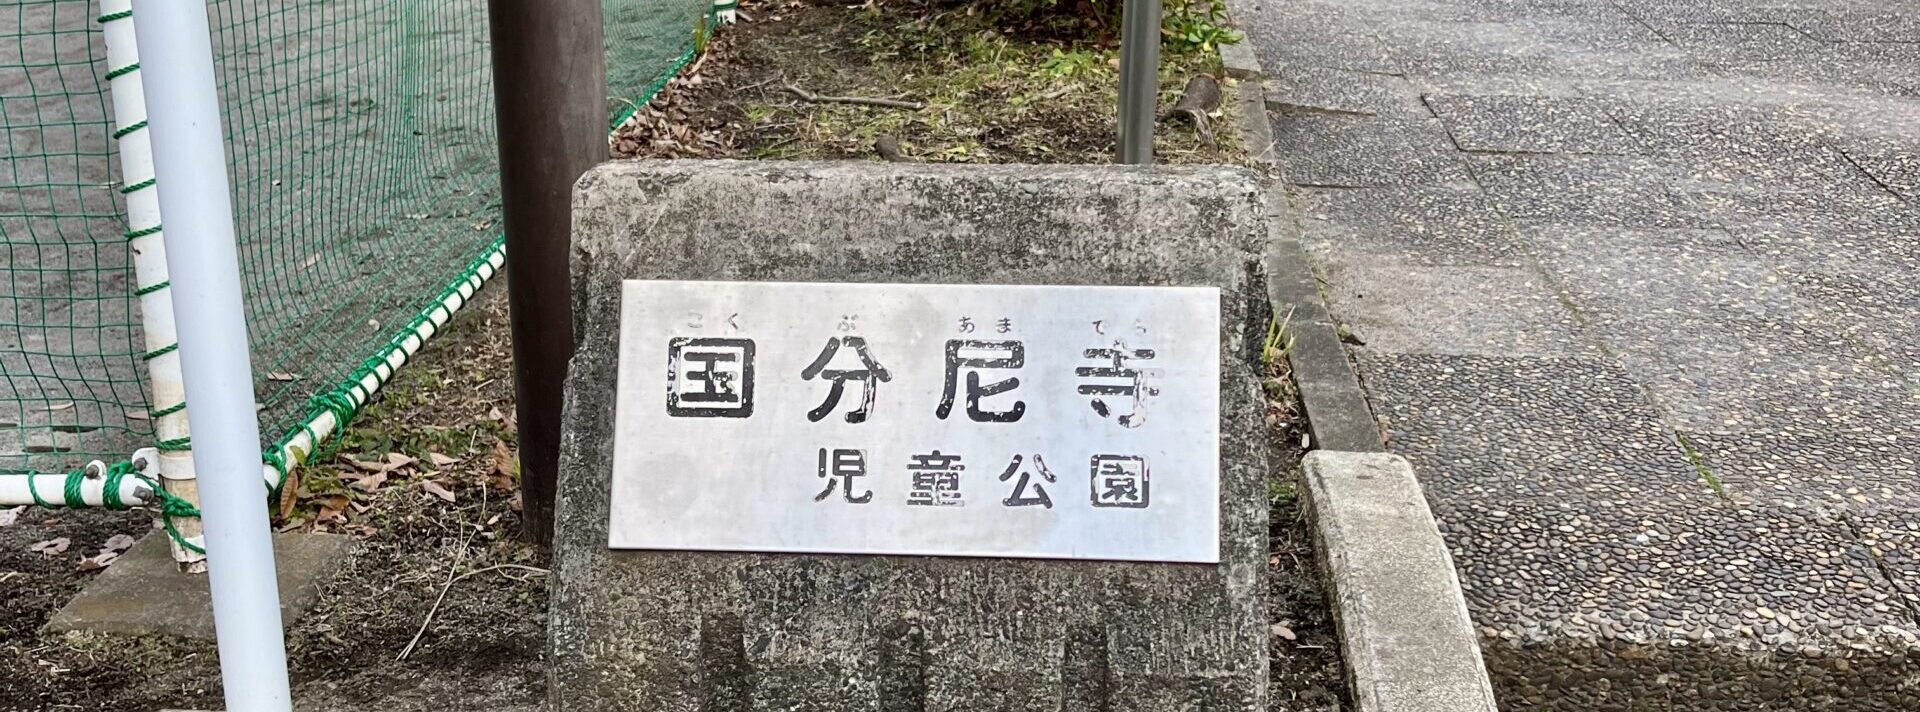 こく ぶ あま でら
国分尼寺
児童公園